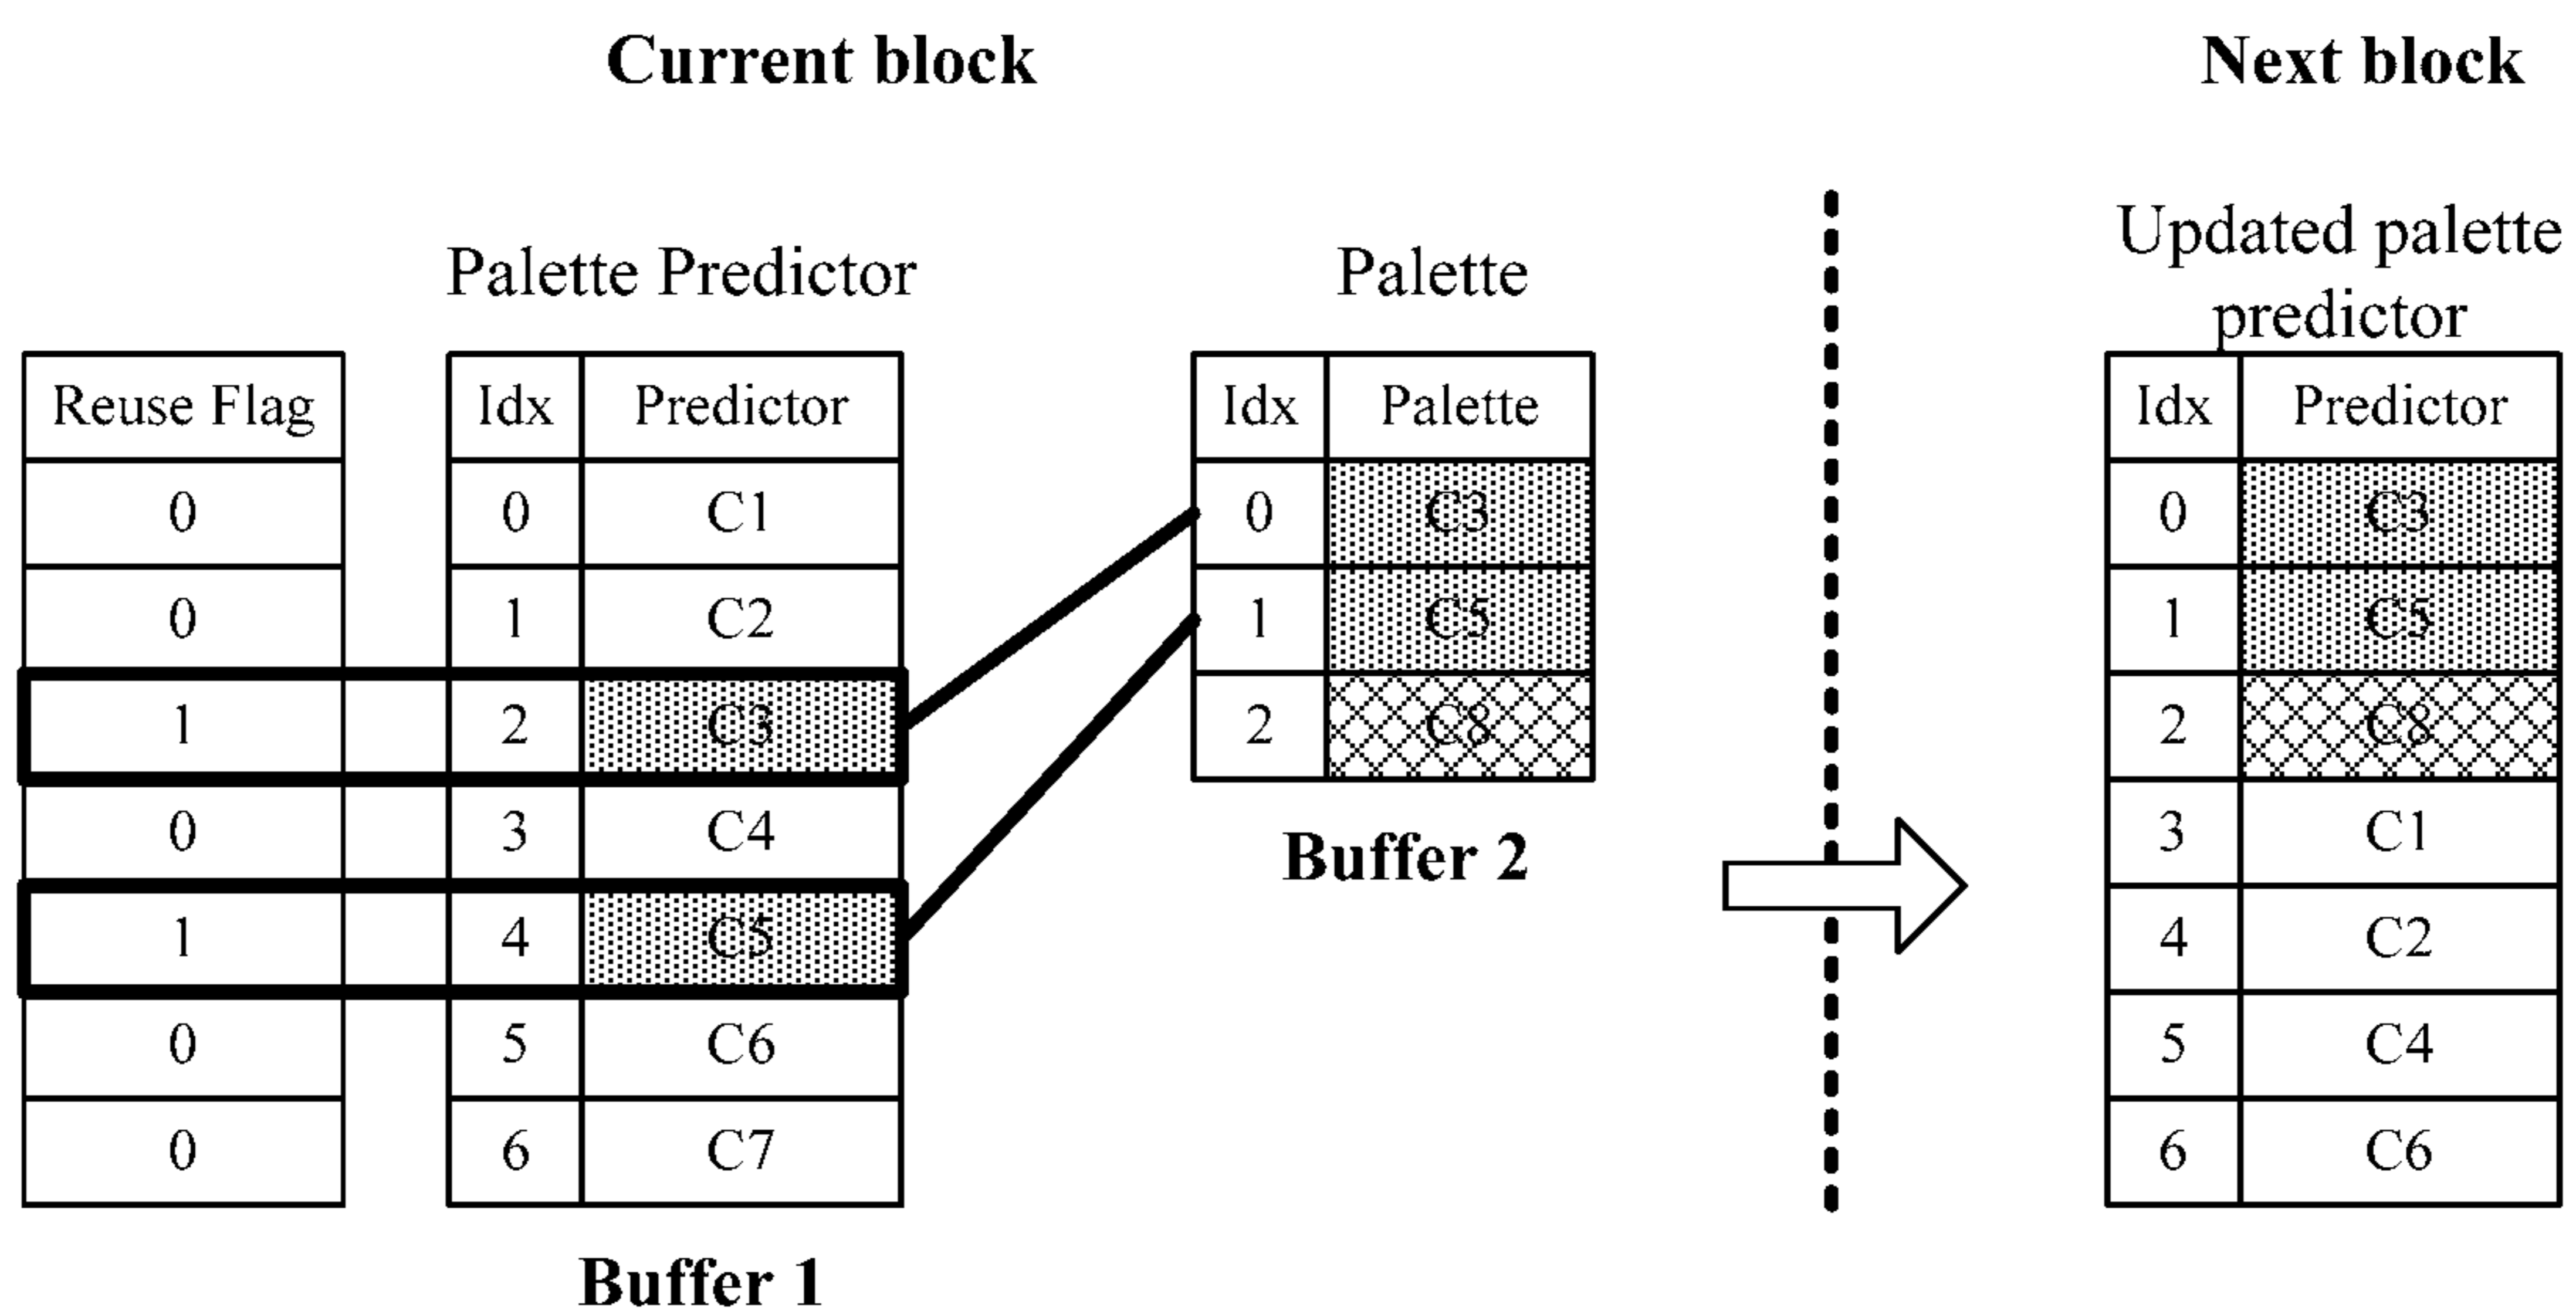 Current block
Next block
Palette Predictor
Palette
Updated palette
predictor
Reuse Flag Idx Predictor Idx Palette Idx Predictor
0 0 C1 0 C3 0 C3
0 1 C2 1 C5 1 C5
1 2 C3 2 C8 2 C8
0 3 C4 3 C1
Buffer 2
1 4 C5 4 C2
0 5 C6 5 C4
0 6 C7 6 C6
Buffer 1